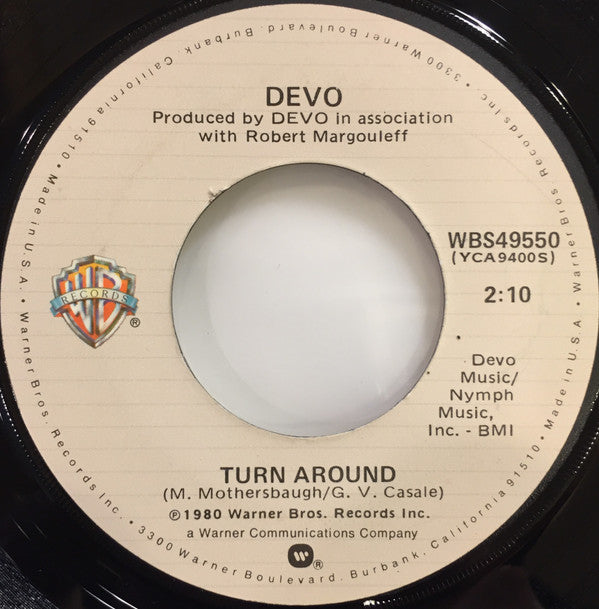 DEVO
Produced by DEVO in association
with Robert Margouleff
WBS49550
(YCA9400S)
2:10
WB
RECORDS
®
Devo
Music/
Nymph
Music,
Inc. - BMI
TURN AROUND
(M. Mothersbaugh/G. V. Casale)
℗1980 Warner Bros. Records Inc.
a Warner Communications Company
W ®
Made in U.S.A. • Warner Bros. Records Inc. • 3300 Warner Boulevard. Burbank, California 91510 • Made in U.S.A. • Warner Bros. Records Inc. • 3300 Warner Boulevard, Burbank, California 91510 •